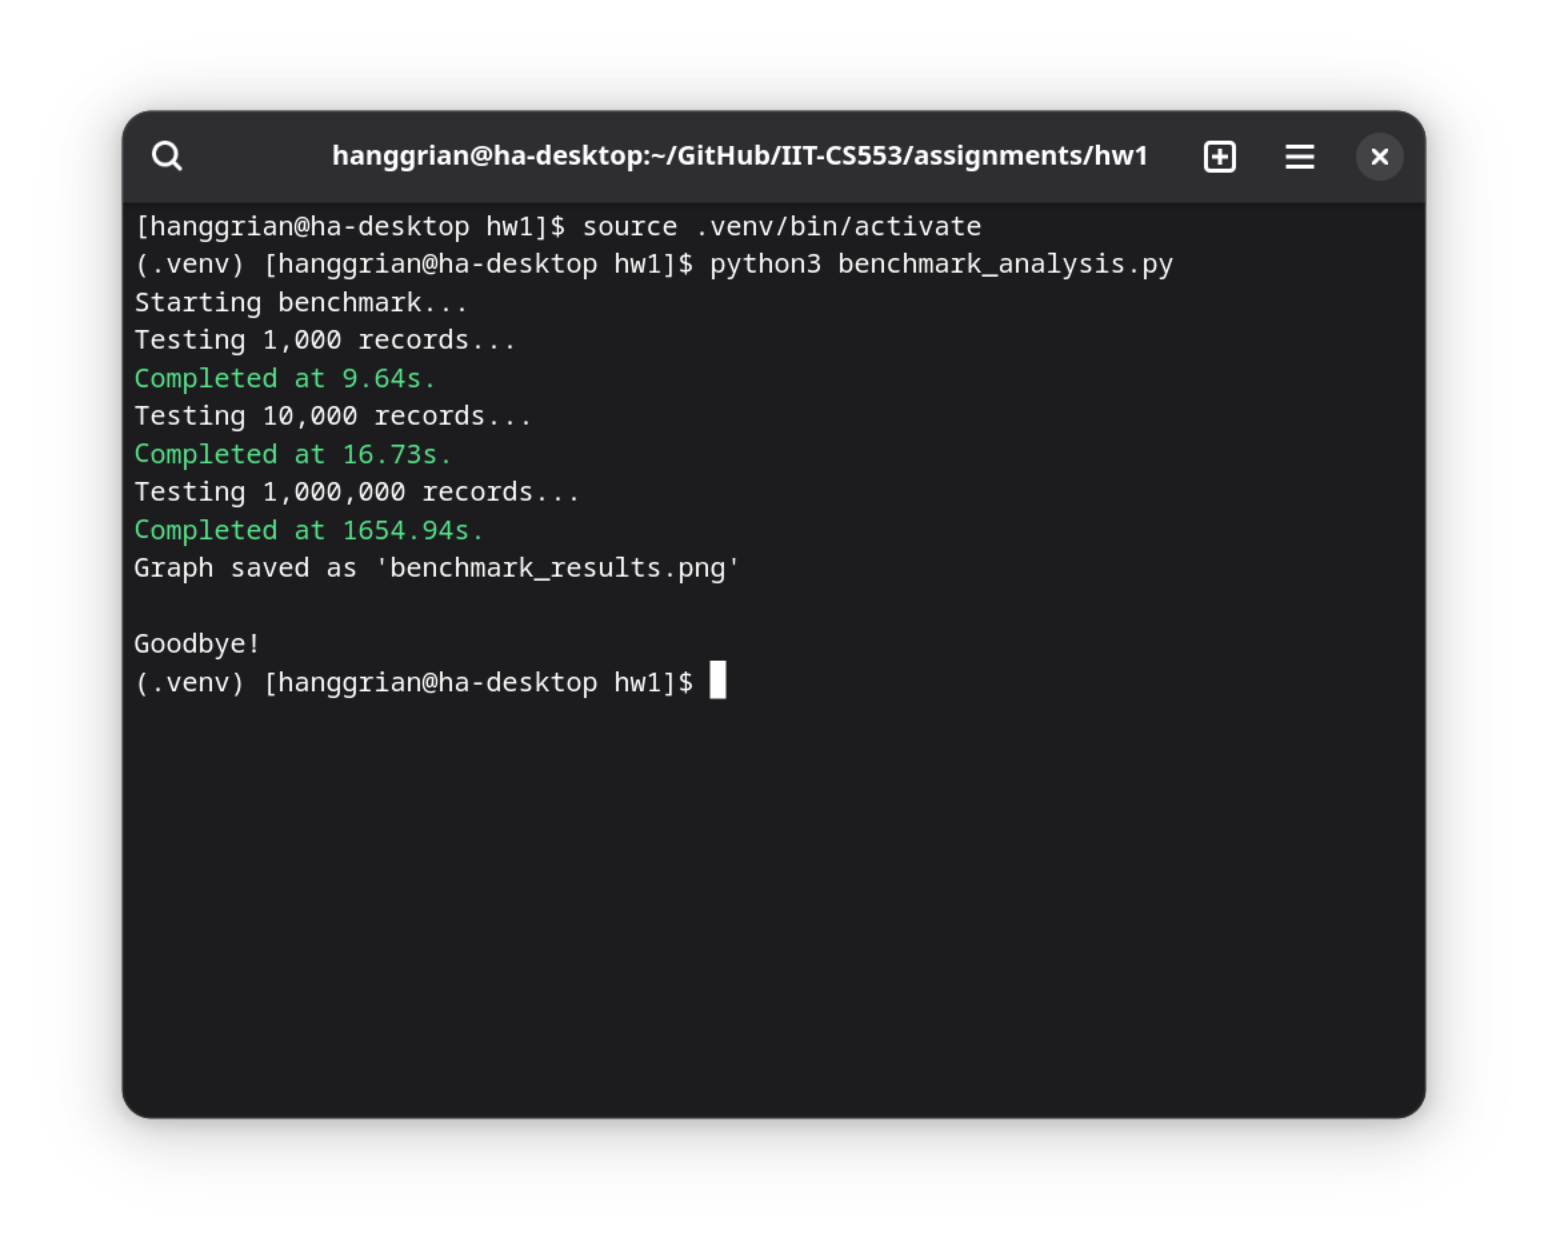 hanggrian@ha-desktop:~/GitHub/IIT-CS553/assignments/hw1
[hanggrian@ha-desktop hw1]$ source .venv/bin/activate
(.venv) [hanggrian@ha-desktop hw1]$ python3 benchmark_analysis.py
Starting benchmark...
Testing 1,000 records...
Completed at 9.64s.
Testing 10,000 records...
Completed at 16.73s.
Testing 1,000,000 records...
Completed at 1654.94s.
Graph saved as 'benchmark_results.png'
Goodbye!
(.venv) [hanggrian@ha-desktop hw1]$